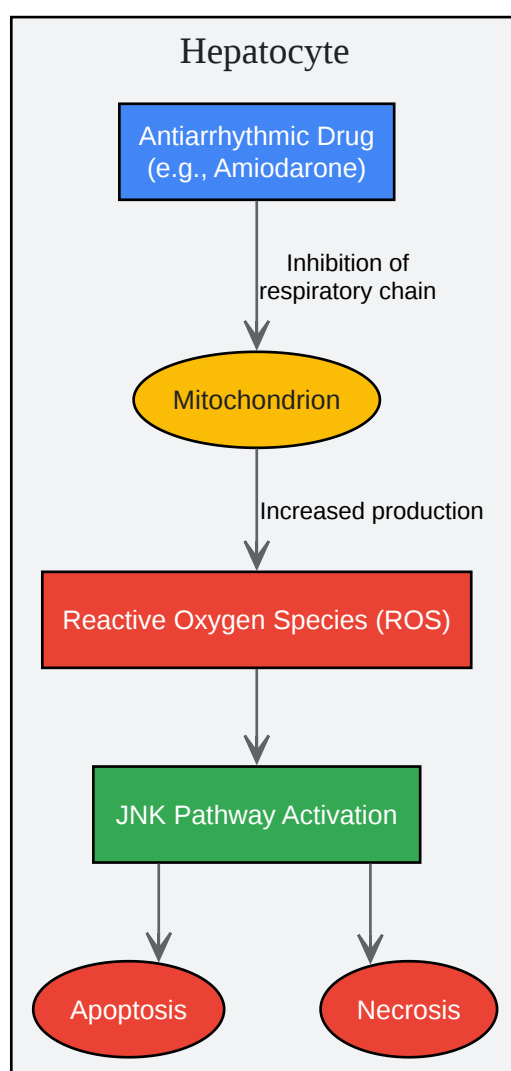 Hepatocyte
Antiarrhythmic Drug
(e.g., Amiodarone)
Inhibition of
respiratory chain
Mitochondrion
Increased production
Reactive Oxygen Species (ROS)
JNK Pathway Activation
Apoptosis
Necrosis